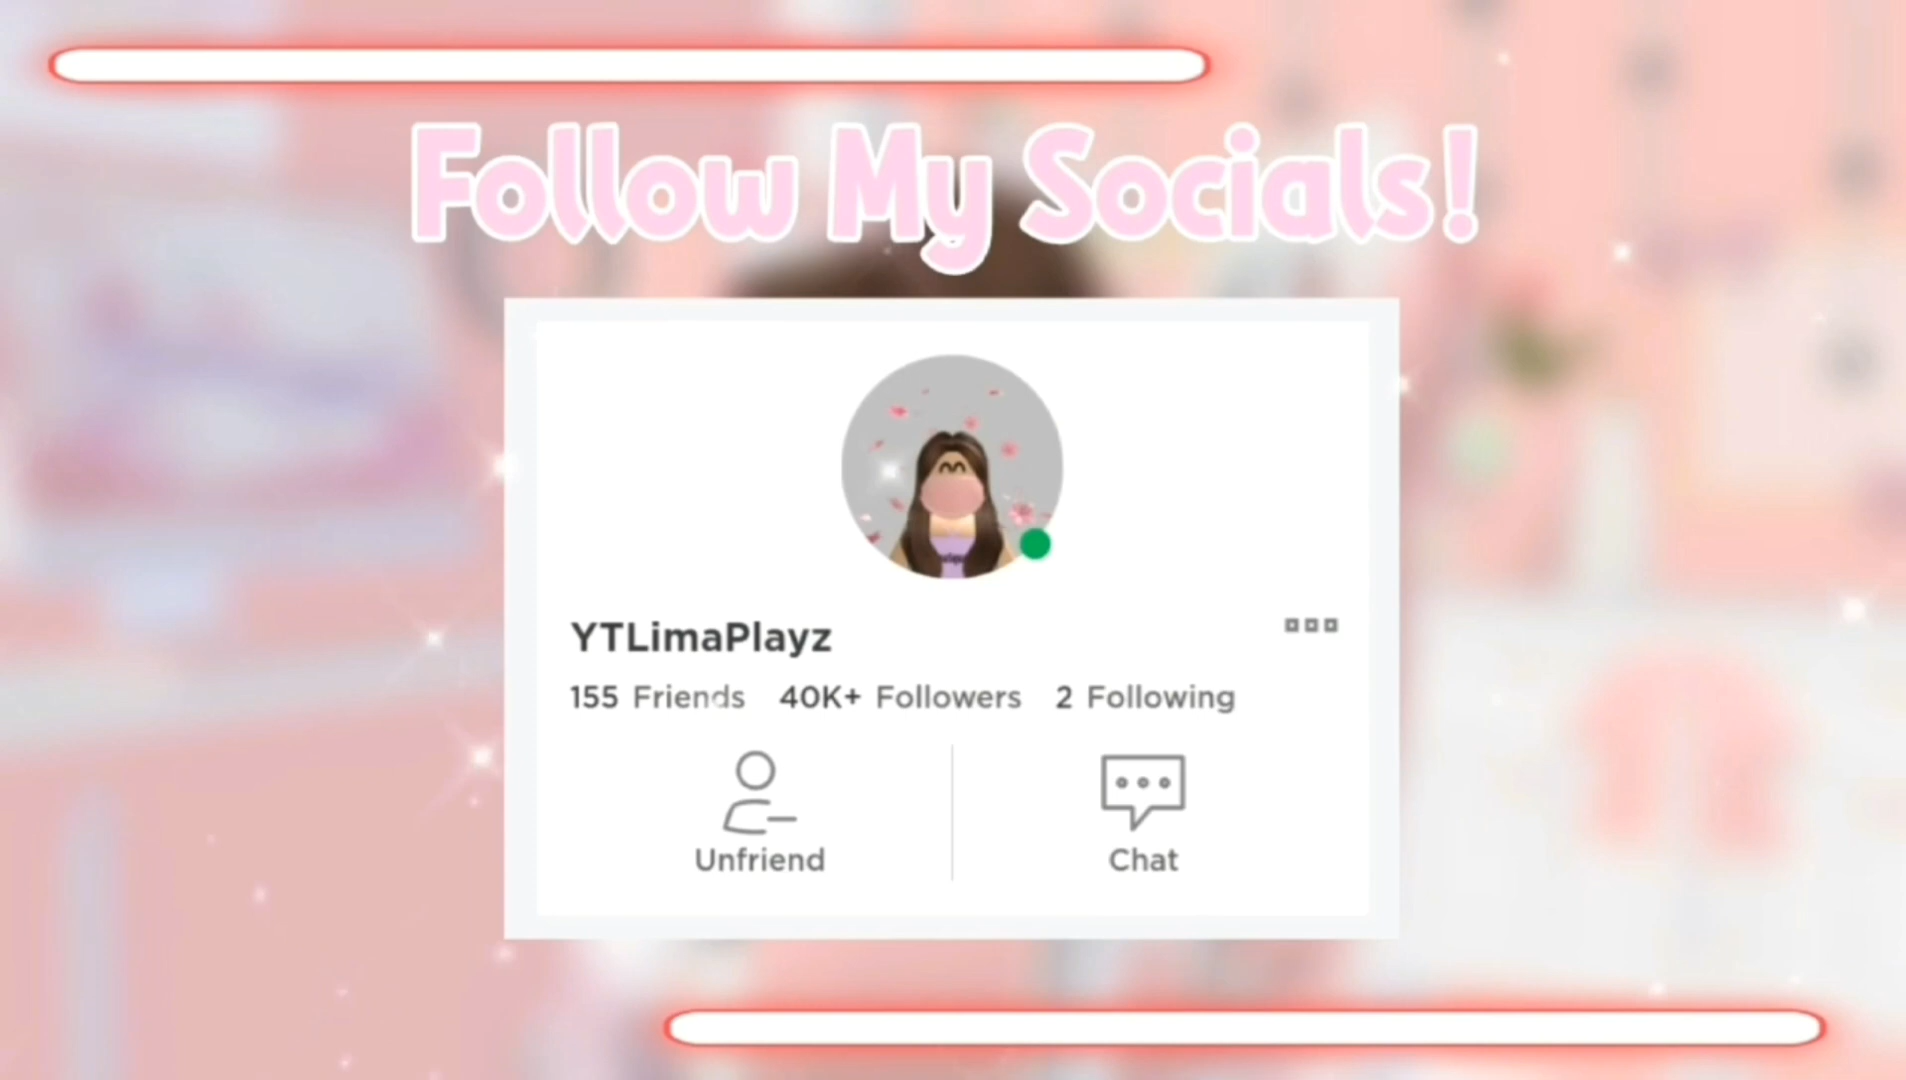 Follow My Socials!
YTLimaPlayz
155 Friends 40K+ Followers 2 Following
Unfriend Chat